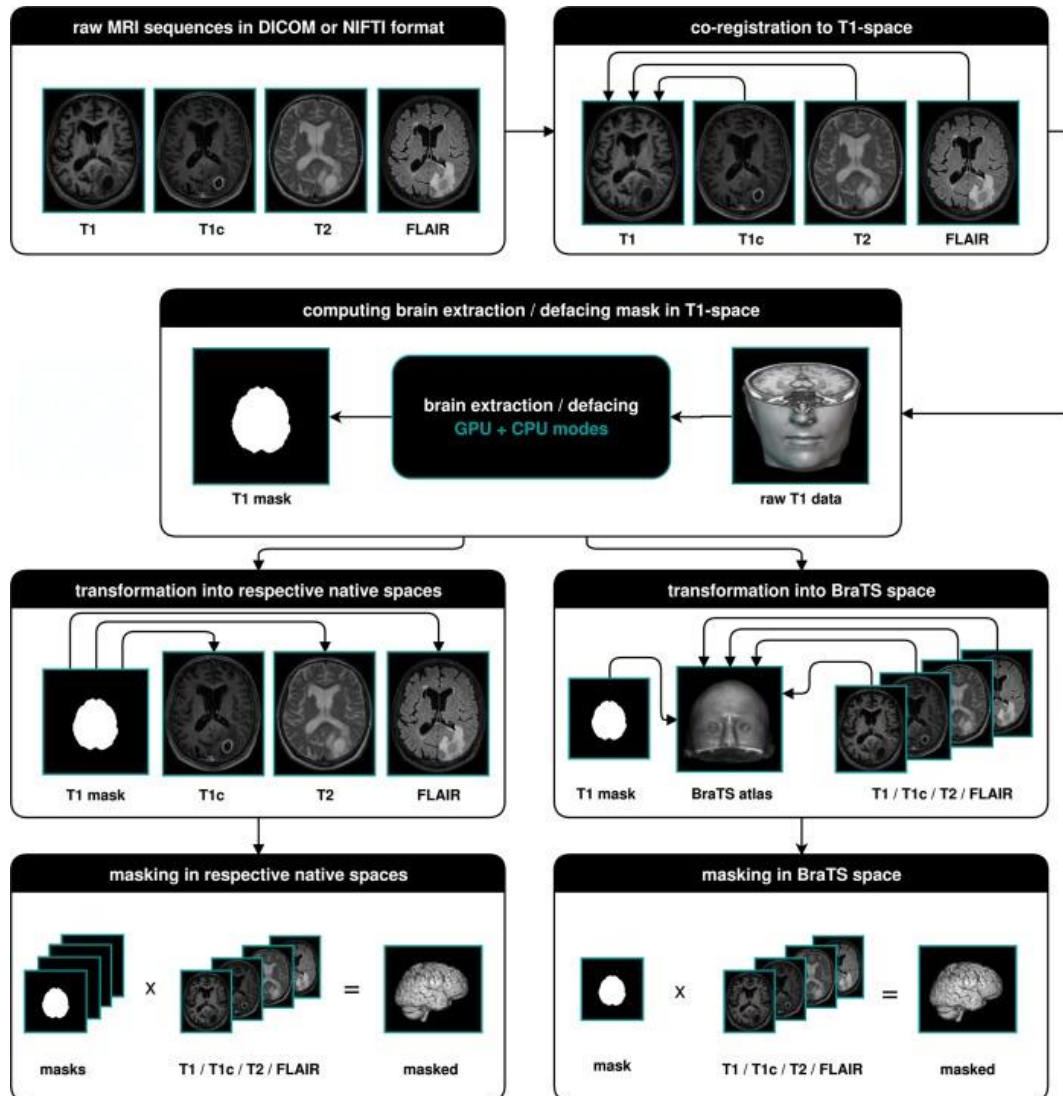 raw MRI sequences in DICOM or NIFTI format
T1
T1c
T2
FLAIR
co-registration to T1-space
T1
T1c
T2
FLAIR
computing brain extraction / defacing mask in T1-space
T1 mask
brain extraction / defacing
GPU + CPU modes
raw T1 data
transformation into respective native spaces
T1 mask
T1c
T2
FLAIR
transformation into BraTS space
T1 mask
BraTS atlas
T1 / T1c / T2 / FLAIR
masking in respective native spaces
x
=
masks
T1 / T1c / T2 / FLAIR
masked
masking in BraTS space
x
=
mask
T1 / T1c / T2 / FLAIR
masked